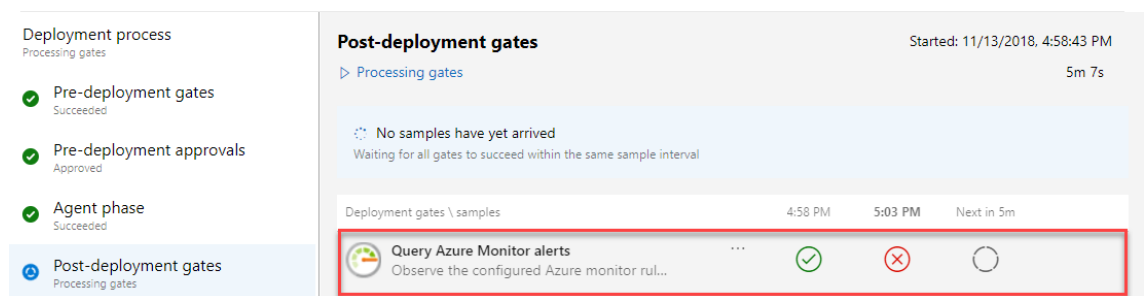 Deployment process
Processing gates
Pre-deployment gates
Succeeded
Pre-deployment approvals
Approved
Agent phase
Succeeded
Post-deployment gates
Processing gates
Post-deployment gates
Started: 11/13/2018, 4:58:43 PM
Processing gates
5m 7s
No samples have yet arrived
Waiting for all gates to succeed within the same sample interval
Deployment gates \ samples
4:58 PM
5:03 PM
Next in 5m
Query Azure Monitor alerts
...
Observe the configured Azure monitor rul...